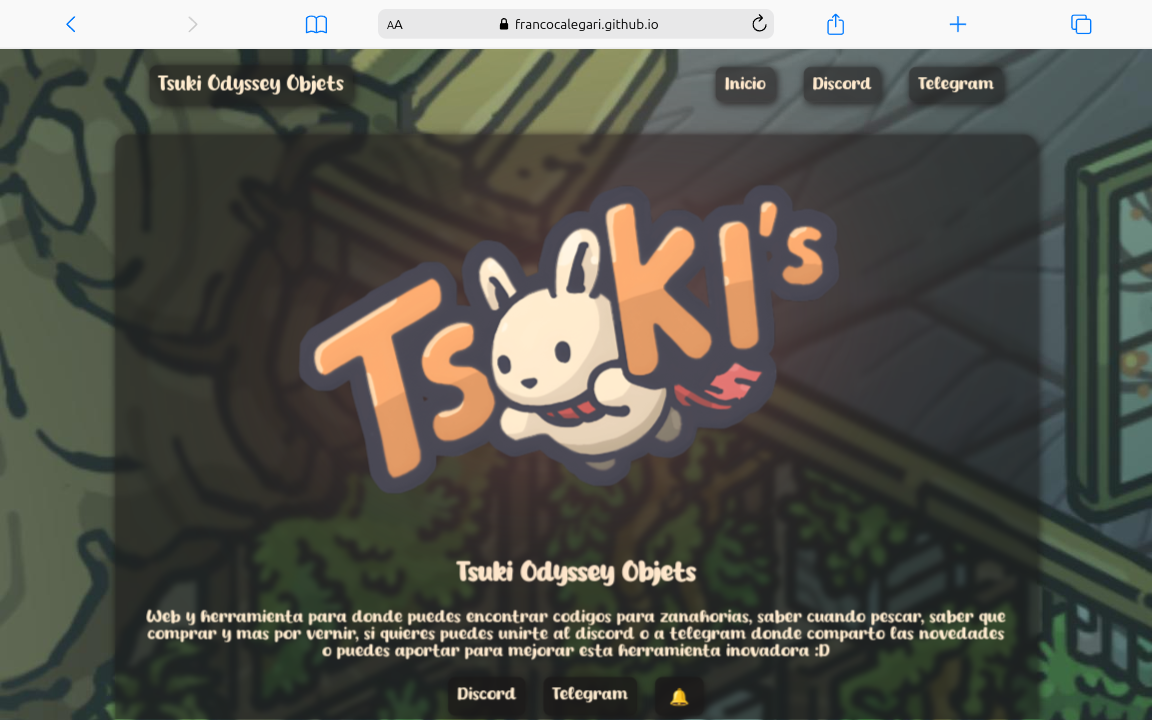 AA francocalegari.github.io
Tsuki Odyssey Objets
Inicio Discord Telegram
TsuKI's
Tsuki Odyssey Objets
Web y herramienta para donde puedes encontrar codigos para zanahorias, saber cuando pescar, saber que
comprar y mas por vernir, si quieres puedes unirte al discord o a telegram donde comparto las novedades
o puedes aportar para mejorar esta herramienta inovadora :D
Discord Telegram 🔔